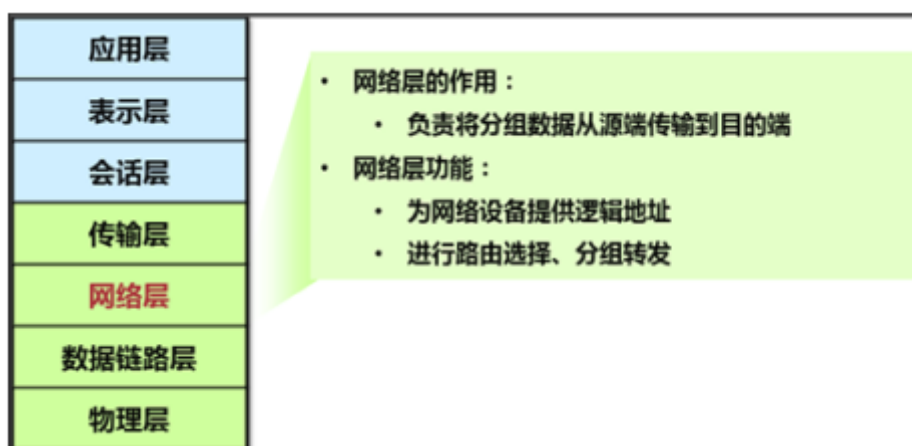 应用层
表示层
会话层
传输层
网络层
数据链路层
物理层
• 网络层的作用：
• 负责将分组数据从源端传输到目的端
• 网络层功能：
• 为网络设备提供逻辑地址
• 进行路由选择、分组转发